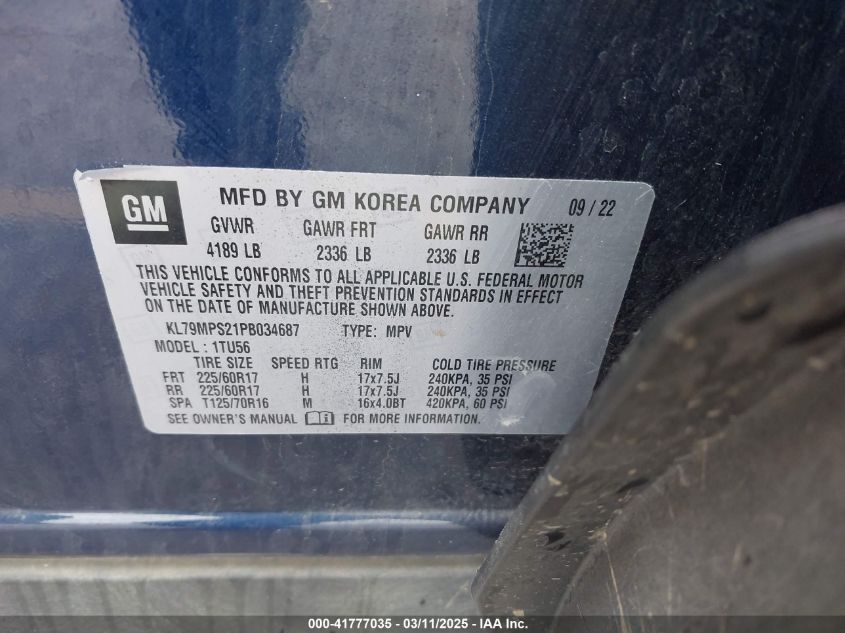 GM
MFD BY GM KOREA COMPANY 09 / 22
GVWR GAWR FRT GAWR RR
4189 LB 2336 LB 2336 LB
THIS VEHICLE CONFORMS TO ALL APPLICABLE U.S. FEDERAL MOTOR
VEHICLE SAFETY AND THEFT PREVENTION STANDARDS IN EFFECT
ON THE DATE OF MANUFACTURE SHOWN ABOVE.
KL79MPS21PB034687 TYPE: MPV
MODEL : 1TU56
TIRE SIZE SPEED RTG RIM COLD TIRE PRESSURE
FRT 225/60R17 H 17x7.5J 240KPA, 35 PSI
RR 225/60R17 H 17x7.5J 240KPA, 35 PSI
SPA T125/70R16 M 16x4.0BT 420KPA, 60 PSI
SEE OWNER'S MANUAL FOR MORE INFORMATION.
000-41777035 - 03/11/2025 - IAA Inc.